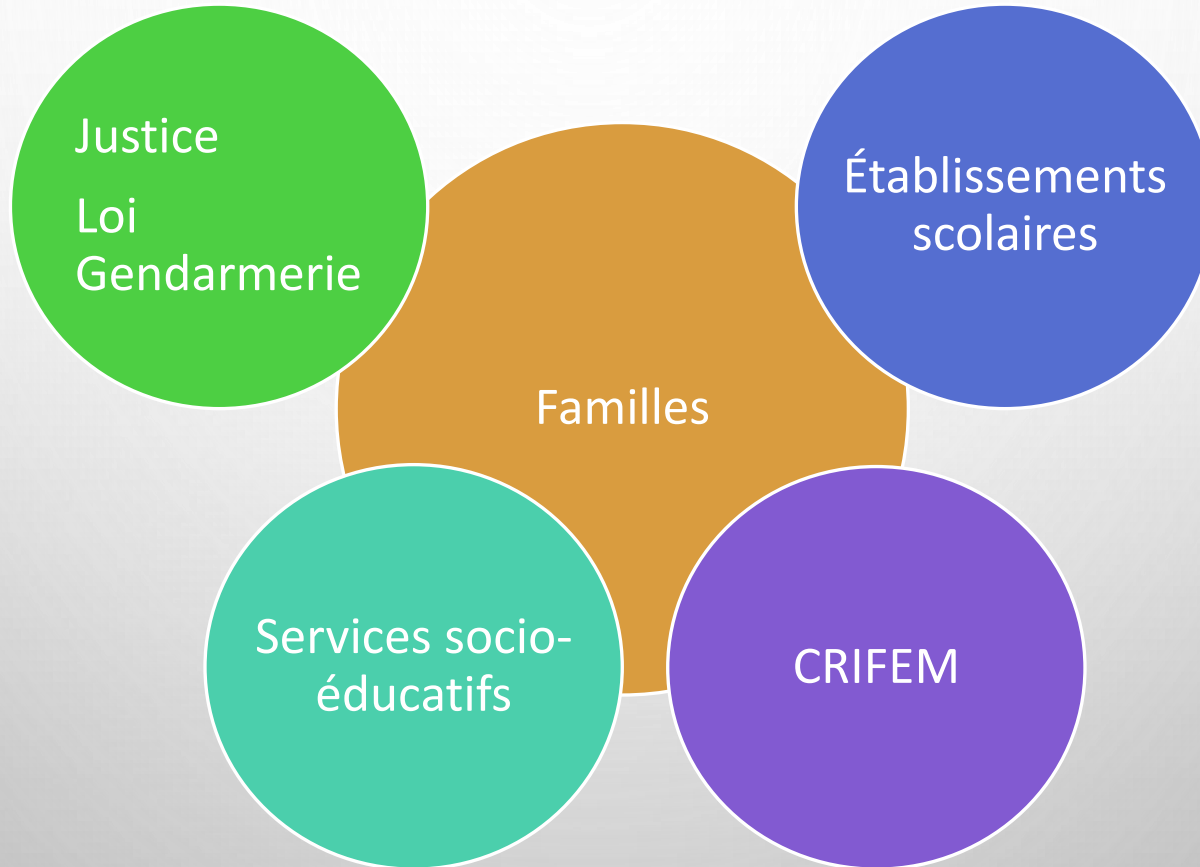 Justice
Loi
Gendarmerie
Établissements
scolaires
Familles
Services socio-
éducatifs
CRIFEM